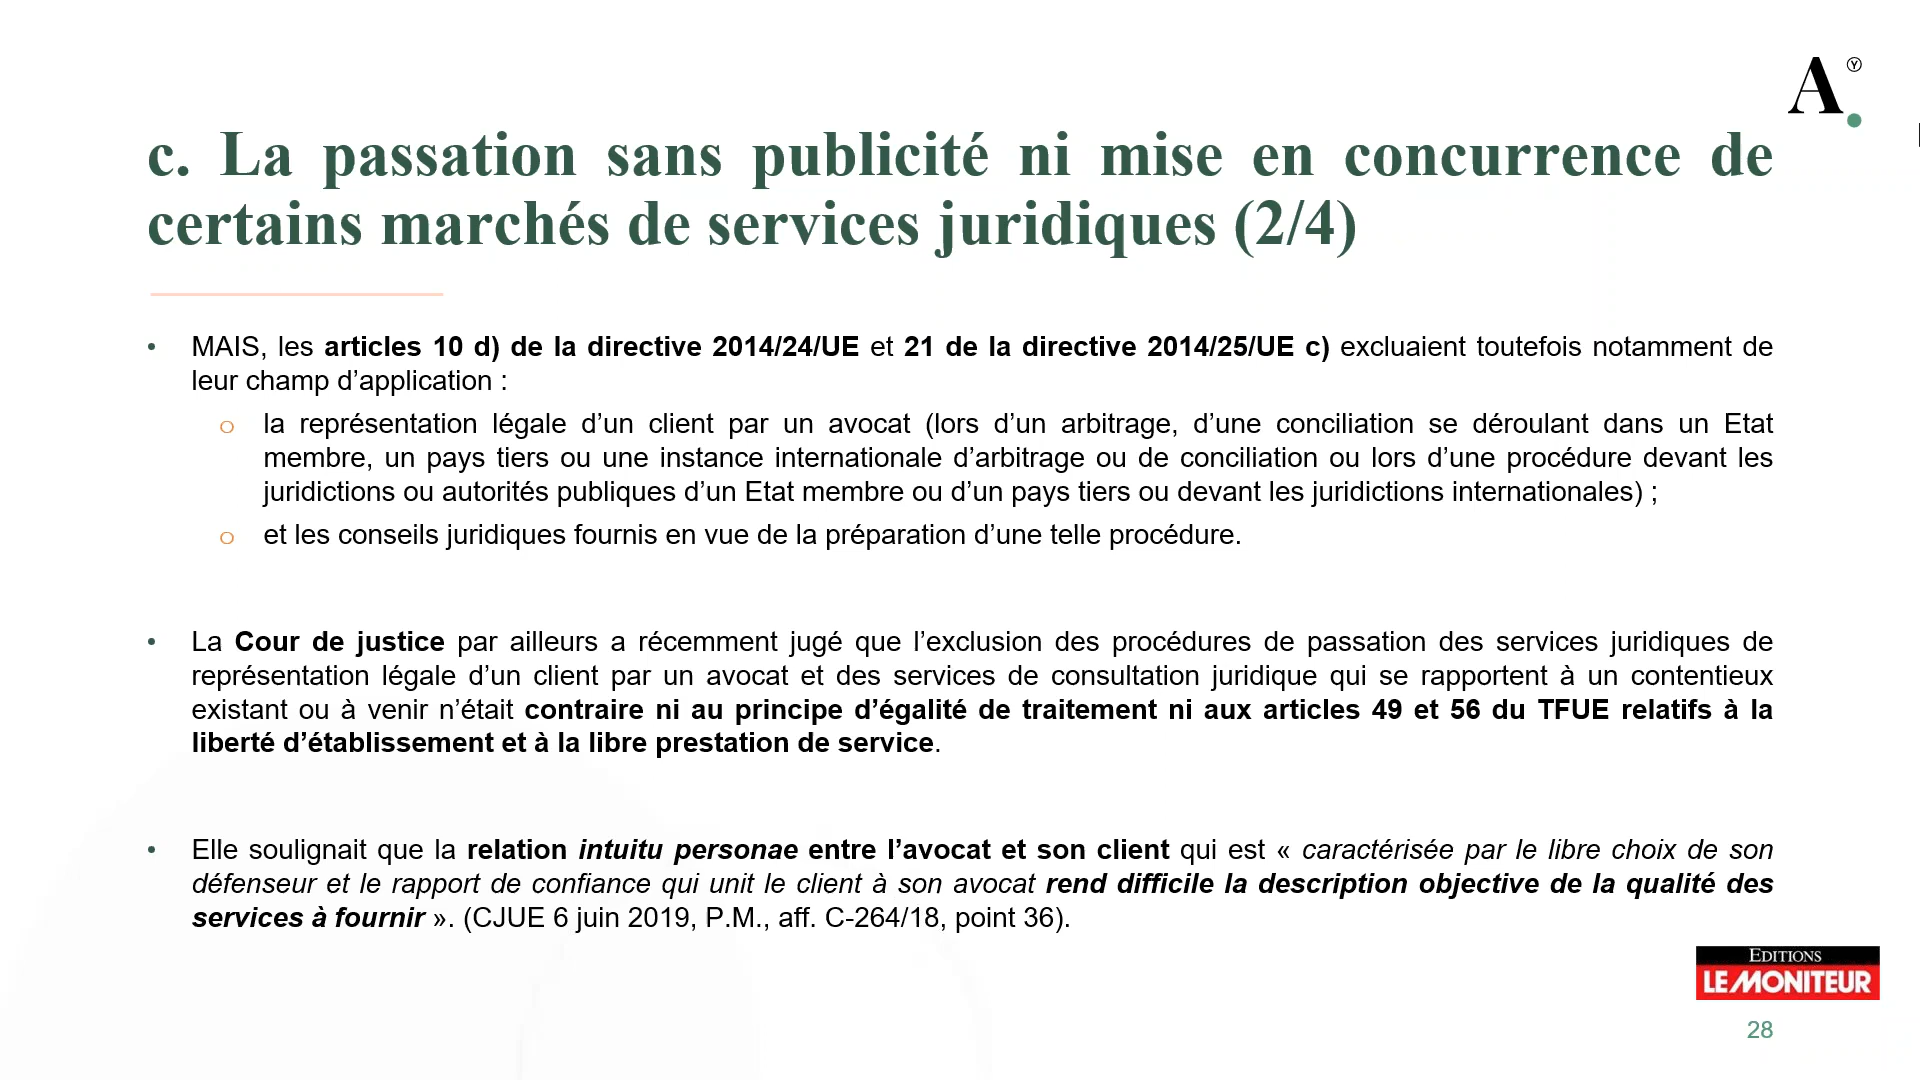 A
c. La passation sans publicité ni mise en concurrence de
certains marchés de services juridiques (2/4)
• MAIS, les articles 10 d) de la directive 2014/24/UE et 21 de la directive 2014/25/UE c) excluaient toutefois notamment de
leur champ d’application :
o la représentation légale d’un client par un avocat (lors d’un arbitrage, d’une conciliation se déroulant dans un Etat
membre, un pays tiers ou une instance internationale d’arbitrage ou de conciliation ou lors d’une procédure devant les
juridictions ou autorités publiques d’un Etat membre ou d’un pays tiers ou devant les juridictions internationales) ;
o et les conseils juridiques fournis en vue de la préparation d’une telle procédure.
• La Cour de justice par ailleurs a récemment jugé que l’exclusion des procédures de passation des services juridiques de
représentation légale d’un client par un avocat et des services de consultation juridique qui se rapportent à un contentieux
existant ou à venir n’était contraire ni au principe d’égalité de traitement ni aux articles 49 et 56 du TFUE relatifs à la
liberté d’établissement et à la libre prestation de service.
• Elle soulignait que la relation intuitu personae entre l’avocat et son client qui est « caractérisée par le libre choix de son
défenseur et le rapport de confiance qui unit le client à son avocat rend difficile la description objective de la qualité des
services à fournir ». (CJUE 6 juin 2019, P.M., aff. C-264/18, point 36).
EDITIONS
LE MONITEUR
28